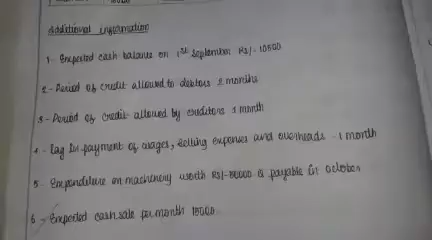 Additional information
1- Expected cash balance on 1st September Rs/- 10500
2- Period of credit allowed to debtors 2 months
3- Period of credit allowed by creditors 1 month
4- Lag in payment of wages, selling expenses and overheads - 1 month
5- Expenditure on machinery worth Rs/- 80000 is payable in october
6- Expected cash sale per month 15000